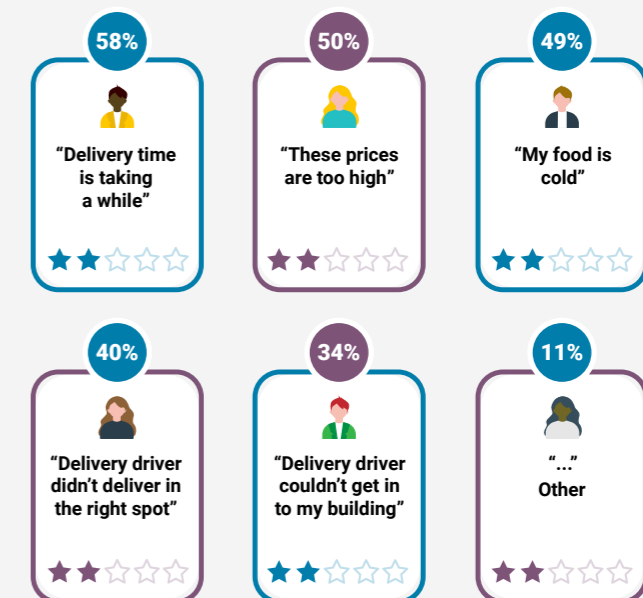 58%
“Delivery time
is taking
a while”
50%
“These prices
are too high”
49%
“My food is
cold”
40%
“Delivery driver
didn’t deliver in
the right spot”
34%
“Delivery driver
couldn’t get in
to my building”
11%
“...”
Other